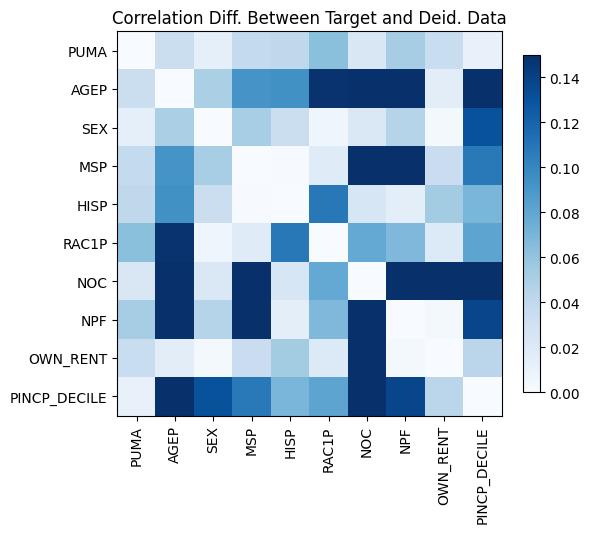 Correlation Diff. Between Target and Deid. Data
PUMA
AGEP
SEX
MSP
HISP
RAC1P
NOC
NPF
OWN_RENT
PINCP_DECILE
PUMA
AGEP
SEX
MSP
HISP
RAC1P
NOC
NPF
OWN_RENT
PINCP_DECILE
0.14
0.12
0.10
0.08
0.06
0.04
0.02
0.00